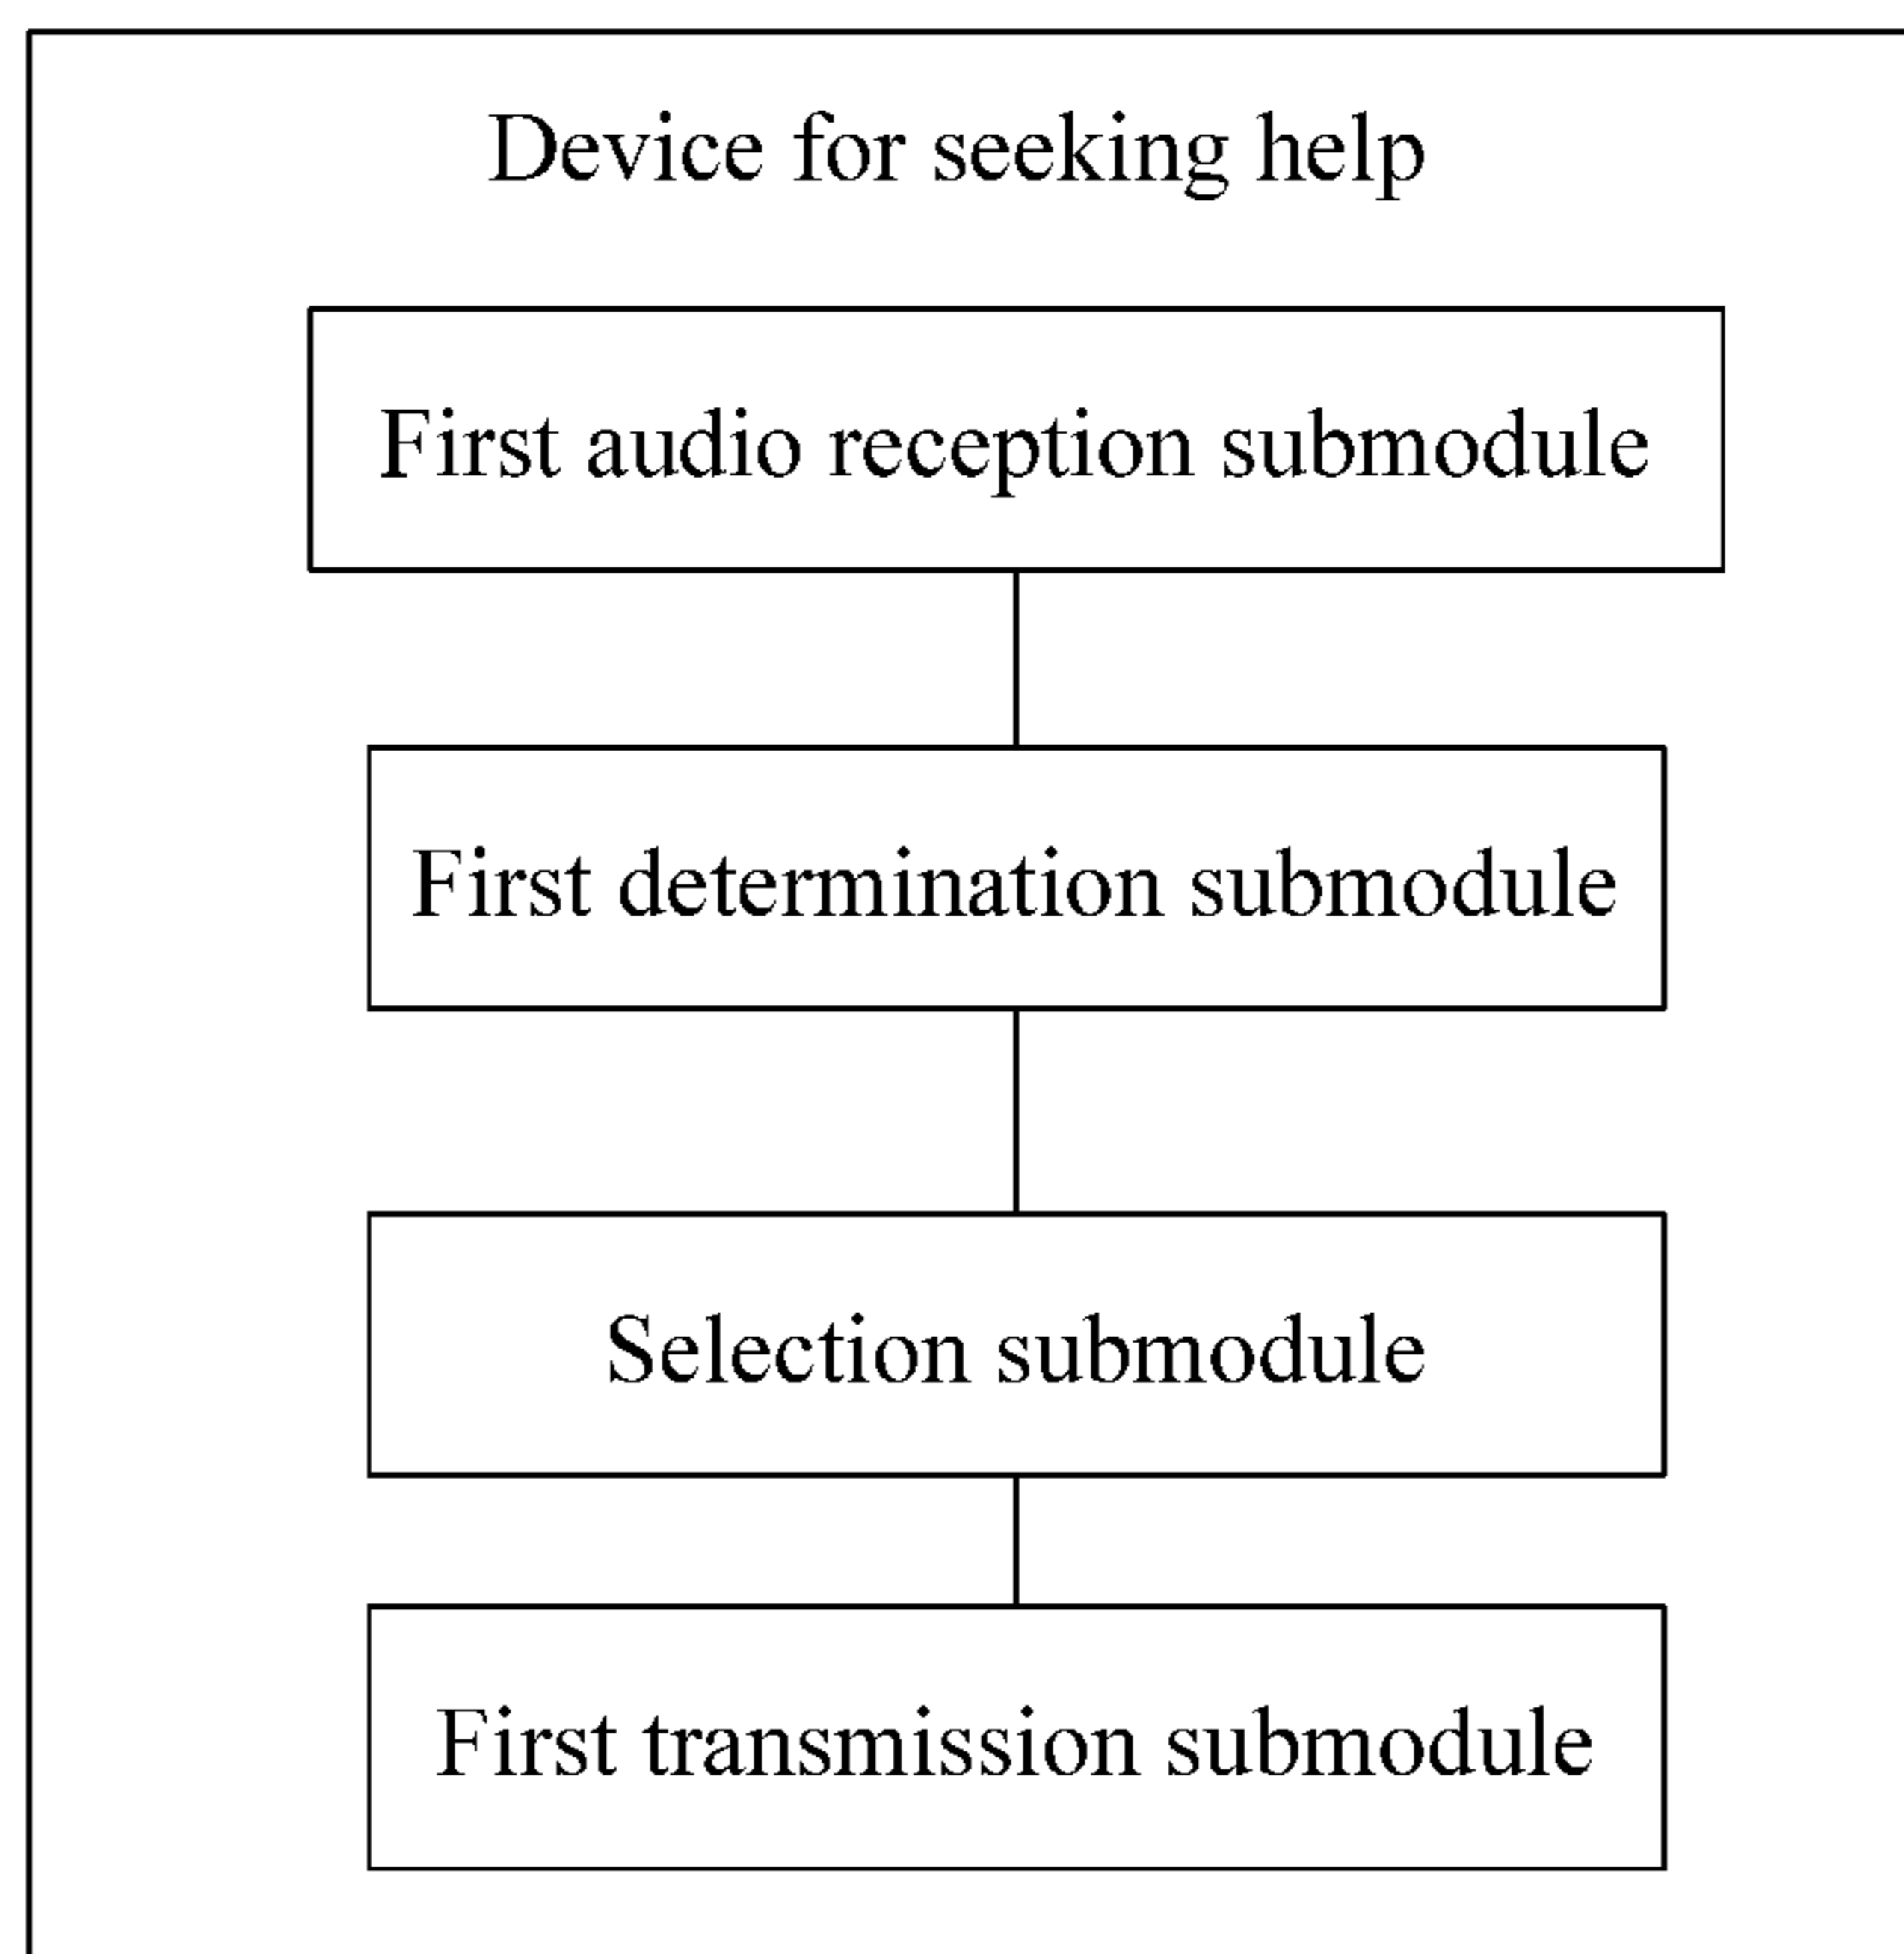 Device for seeking help
First audio reception submodule
First determination submodule
Selection submodule
First transmission submodule